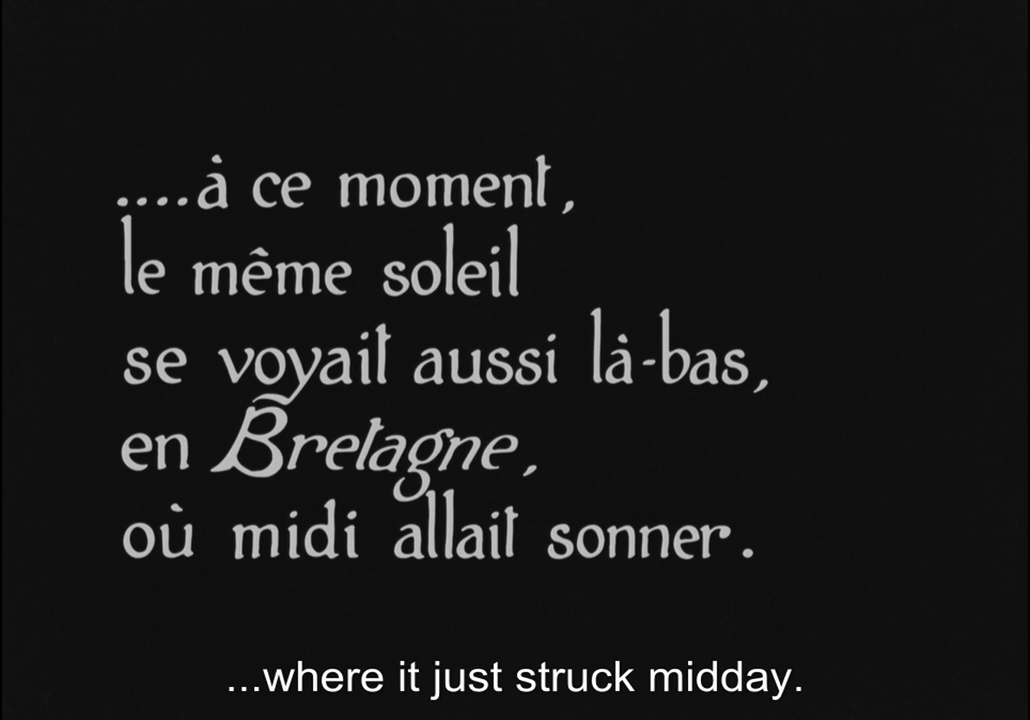 ....à ce moment,
le même soleil
se voyait aussi là-bas,
en Bretagne,
où midi allait sonner.
...where it just struck midday.